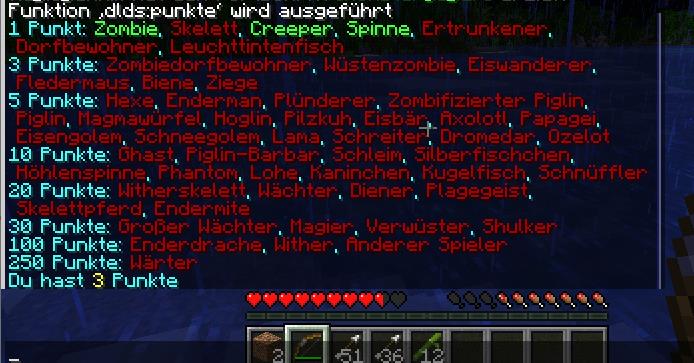 Funktion ‚dlds:punkte‘ wird ausgeführt
1 Punkt: Zombie, Skelett, Creeper, Spinne, Ertrunkener,
Dorfbewohner, Leuchttintenfisch
3 Punkte: Zombiedorfbewohner, Wüstenzombie, Eiswanderer,
Fledermaus, Biene, Ziege
5 Punkte: Hexe, Enderman, Plünderer, Zombifizierter Piglin,
Piglin, Magmawürfel, Hoglin, Pilzkuh, Eisbär, Axolotl, Papagei,
Eisengolem, Schneegolem, Lama, Schreiter, Dromedar, Ozelot
10 Punkte: Ghast, Piglin-Barbar, Schleim, Silberfischchen,
Höhlenspinne, Phantom, Lohe, Kaninchen, Kugelfisch, Schnüffler
20 Punkte: Witherskelett, Wächter, Diener, Plagegeist,
Skelettpferd, Endermite
30 Punkte: Großer Wächter, Magier, Verwüster, Shulker
100 Punkte: Enderdrache, Wither, Anderer Spieler
250 Punkte: Wärter
Du hast 3 Punkte
2 51 36 12